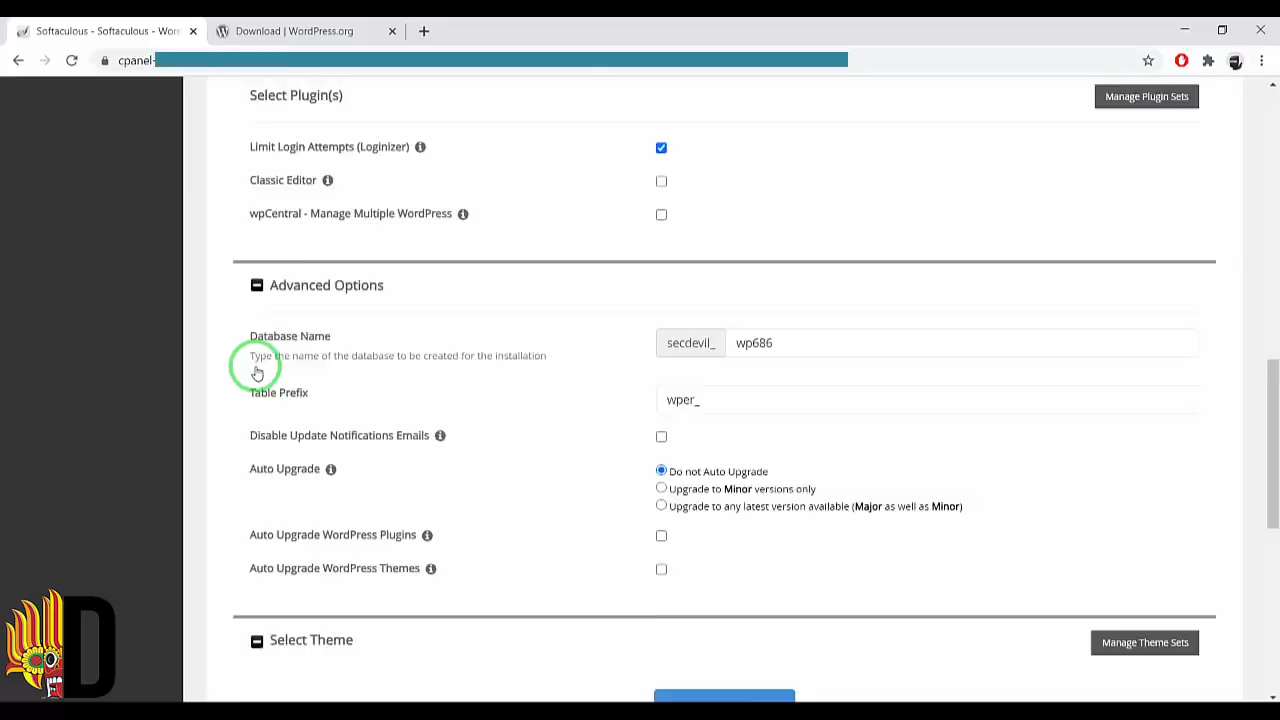 Softaculous - Softaculous - Wor
Download | WordPress.org
cpanel-
Select Plugin(s)
Manage Plugin Sets
Limit Login Attempts (Loginizer)
Classic Editor
wpCentral - Manage Multiple WordPress
Advanced Options
Database Name
secdevil_ wp686
Type the name of the database to be created for the installation
Table Prefix
wper_
Disable Update Notifications Emails
Auto Upgrade
Do not Auto Upgrade
Upgrade to Minor versions only
Upgrade to any latest version available (Major as well as Minor)
Auto Upgrade WordPress Plugins
Auto Upgrade WordPress Themes
Select Theme
Manage Theme Sets
D